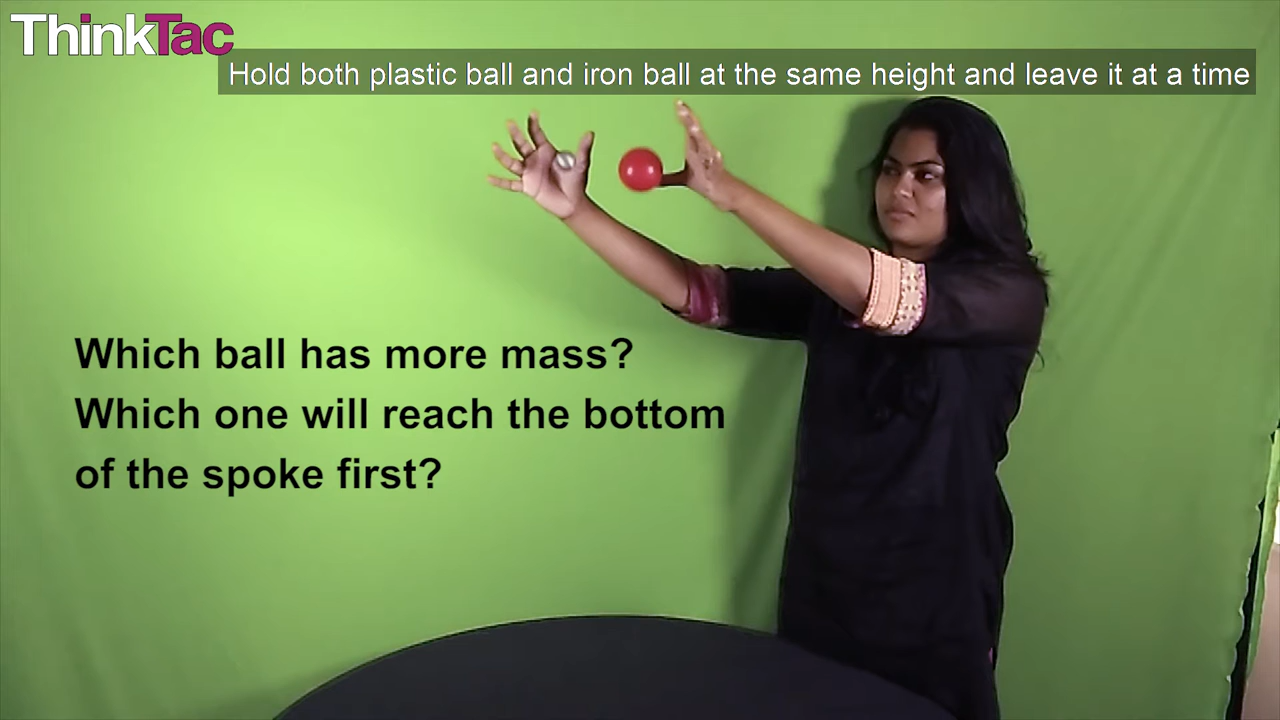 ThinkTac
Hold both plastic ball and iron ball at the same height and leave it at a time
Which ball has more mass?
Which one will reach the bottom
of the spoke first?